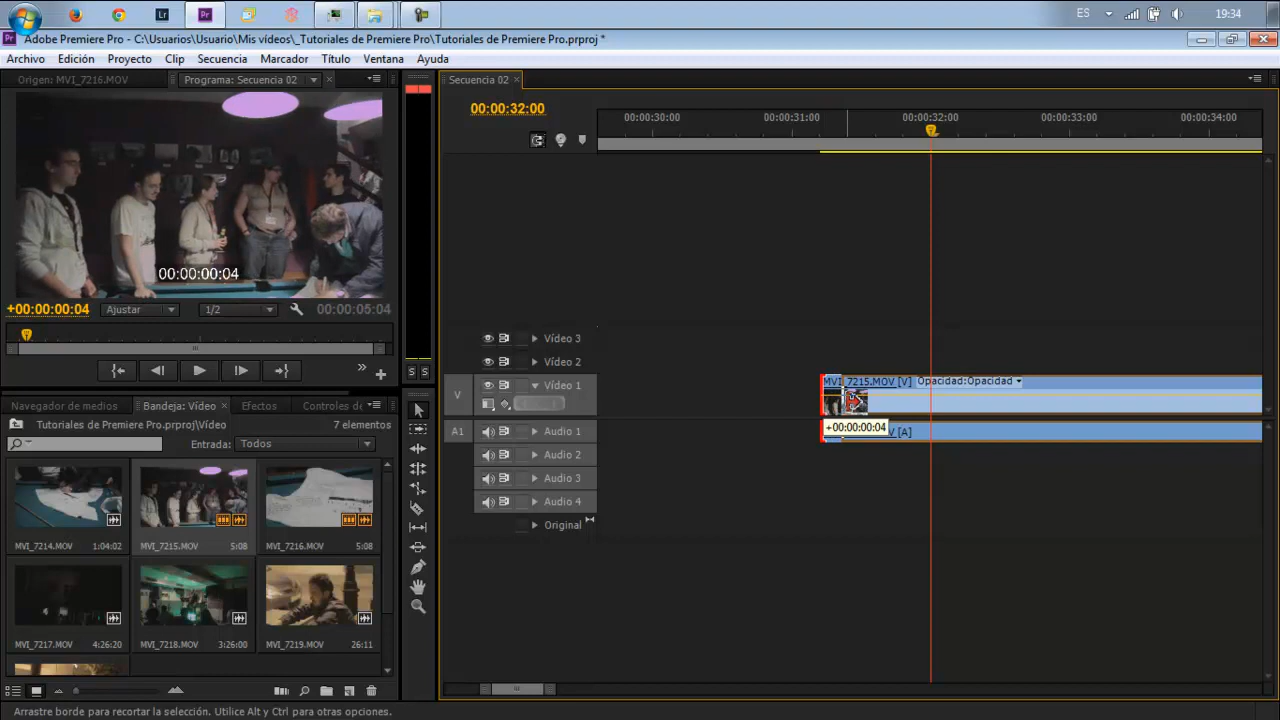 ES 19:34
Adobe Premiere Pro - C:\Usuarios\Usuario\Mis vídeos\_Tutoriales de Premiere Pro\Tutoriales de Premiere Pro.prproj *
Archivo Edición Proyecto Clip Secuencia Marcador Título Ventana Ayuda
Origen: MVI_7216.MOV Programa: Secuencia 02
Secuencia 02
00:00:32:00
00:00:30:00 00:00:31:00 00:00:32:00 00:00:33:00 00:00:34:00
00:00:00:04
+00:00:00:04 Ajustar 1/2 00:00:05:04
S S
Vídeo 3
Vídeo 2
V Vídeo 1
MVI_7215.MOV [V] Opacidad:Opacidad
+00:00:00:04
A1 Audio 1
V [A]
Audio 2
Audio 3
Audio 4
Original
Navegador de medios Bandeja: Vídeo Efectos Controles de
Tutoriales de Premiere Pro.prproj\Vídeo 7 elementos
Entrada: Todos
MVI_7214.MOV 1:04:02 MVI_7215.MOV 5:08 MVI_7216.MOV 5:08
MVI_7217.MOV 4:26:20 MVI_7218.MOV 3:26:00 MVI_7219.MOV 26:11
Arrastre borde para recortar la selección. Utilice Alt y Ctrl para otras opciones.